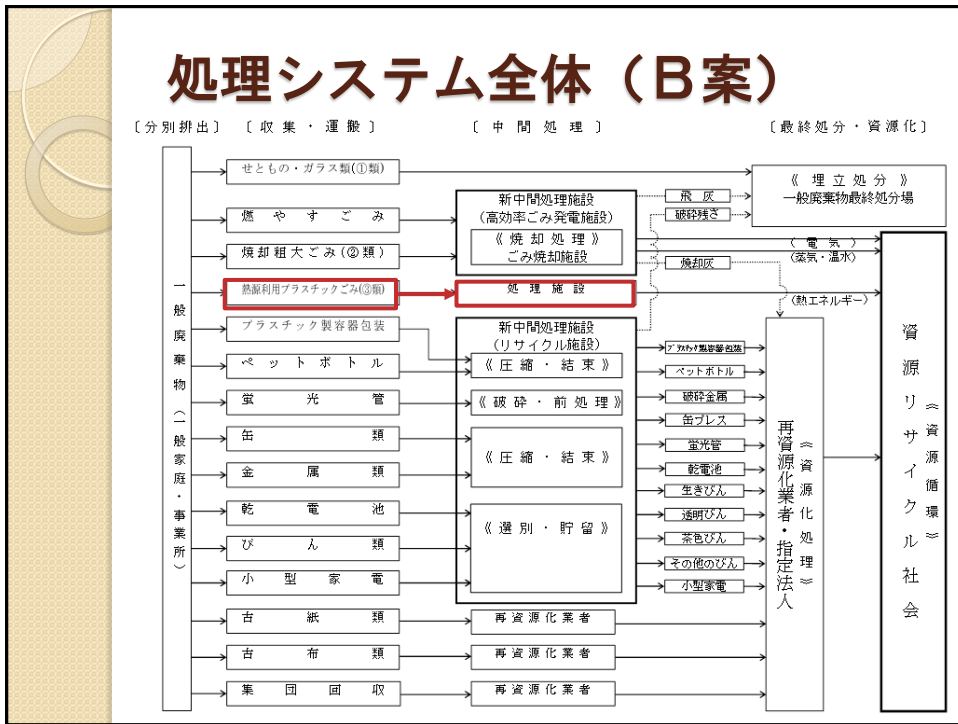 処理システム全体（Ｂ案）
〔分別排出〕 〔収集・運搬〕 〔中間処理〕 〔最終処分・資源化〕
一般廃棄物（一般家庭・事業所）
せともの・ガラス類(①類)
燃やすごみ
焼却粗大ごみ(②類)
熱源利用プラスチックごみ(③類)
プラスチック製容器包装
ペットボトル
蛍光管
缶類
金属類
乾電池
びん類
小型家電
古紙類
古布類
集団回収
新中間処理施設
(高効率ごみ発電施設)
《焼却処理》
ごみ焼却施設
処理施設
新中間処理施設
(リサイクル施設)
《圧縮・結束》
《破砕・前処理》
《圧縮・結束》
《選別・貯留》
再資源化業者
再資源化業者
再資源化業者
飛灰
破砕残さ
(電気)
(蒸気・温水)
焼却灰
(熱エネルギー)
プラスチック製容器包装
ペットボトル
破砕金属
缶プレス
蛍光管
乾電池
生きびん
透明びん
茶色びん
その他のびん
小型家電
《埋立処分》
一般廃棄物最終処分場
《資源化処理》
再資源化業者・指定法人
《資源循環》
資源リサイクル社会